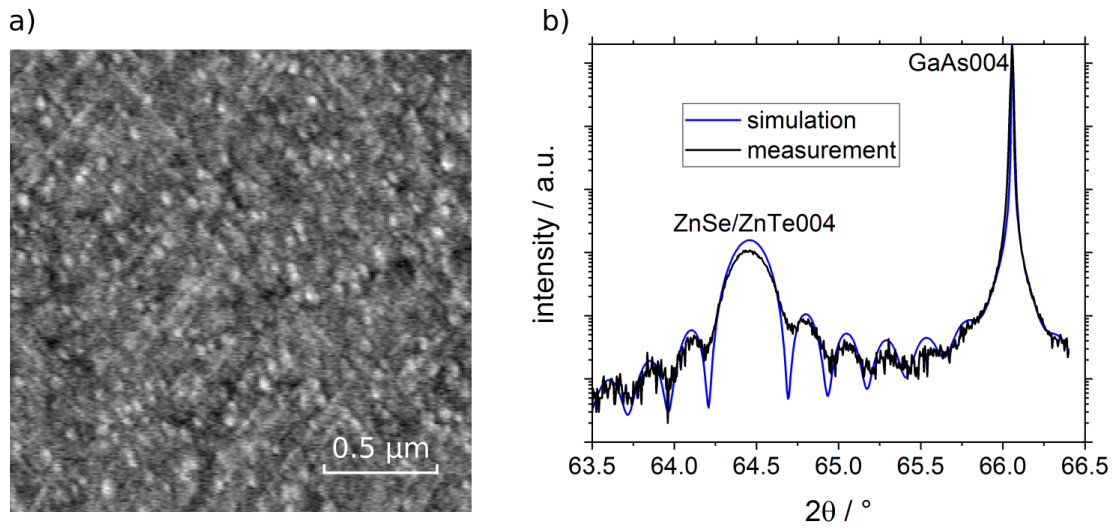 a)
0.5 μm
b)
intensity / a.u.
GaAs004
simulation
measurement
ZnSe/ZnTe004
63.5 64.0 64.5 65.0 65.5 66.0 66.5
2θ / °